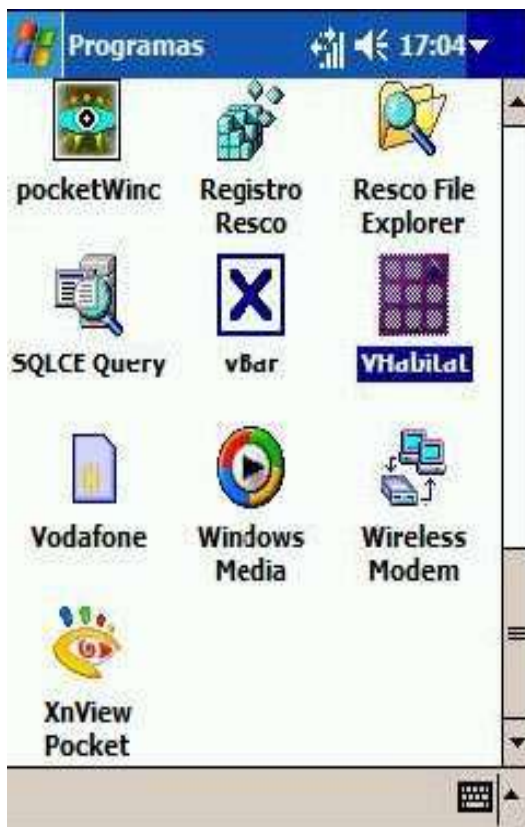 Programas 17:04
pocketWinc Registro Resco File
Resco Explorer
SQLCE Query vBar VHabitat
Vodafone Windows Wireless
Media Modem
XnView
Pocket